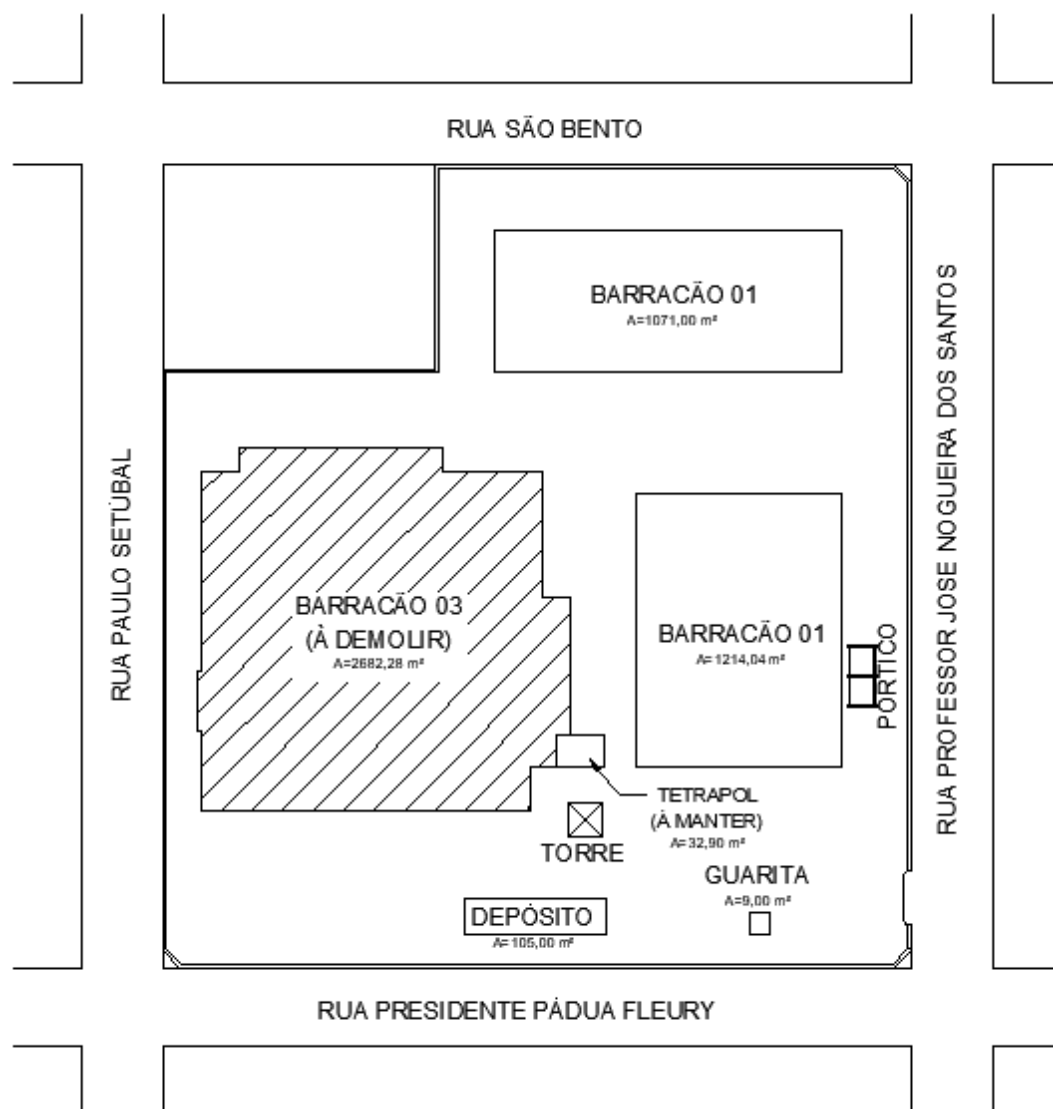 RUA SÃO BENTO
BARRACÃO 01
A=1071,00 m²
RUA PROFESSOR JOSE NOGUEIRA DOS SANTOS
RUA PAULO SETÚBAL
BARRACÃO 03
(À DEMOLIR)
A=2682,28 m²
BARRACÃO 01
A=1214,04 m²
PÓRTICO
TETRAPOL
(À MANTER)
A=32,90 m²
TORRE
GUARITA
A=9,00 m²
DEPÓSITO
A=105,00 m²
RUA PRESIDENTE PÁDUA FLEURY